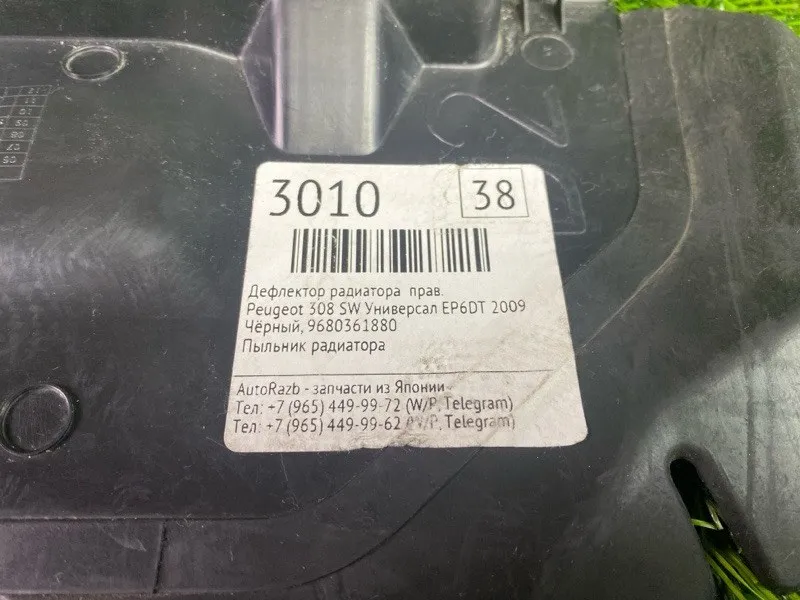 3010
38
Дефлектор радиатора прав.
Peugeot 308 SW Универсал EP6DT 2009
Чёрный, 9680361880
Пыльник радиатора
AutoRazb - запчасти из Японии
Тел: +7 (965) 449-99-72 (W/P, Telegram)
Тел: +7 (965) 449-99-62 (W/P, Telegram)